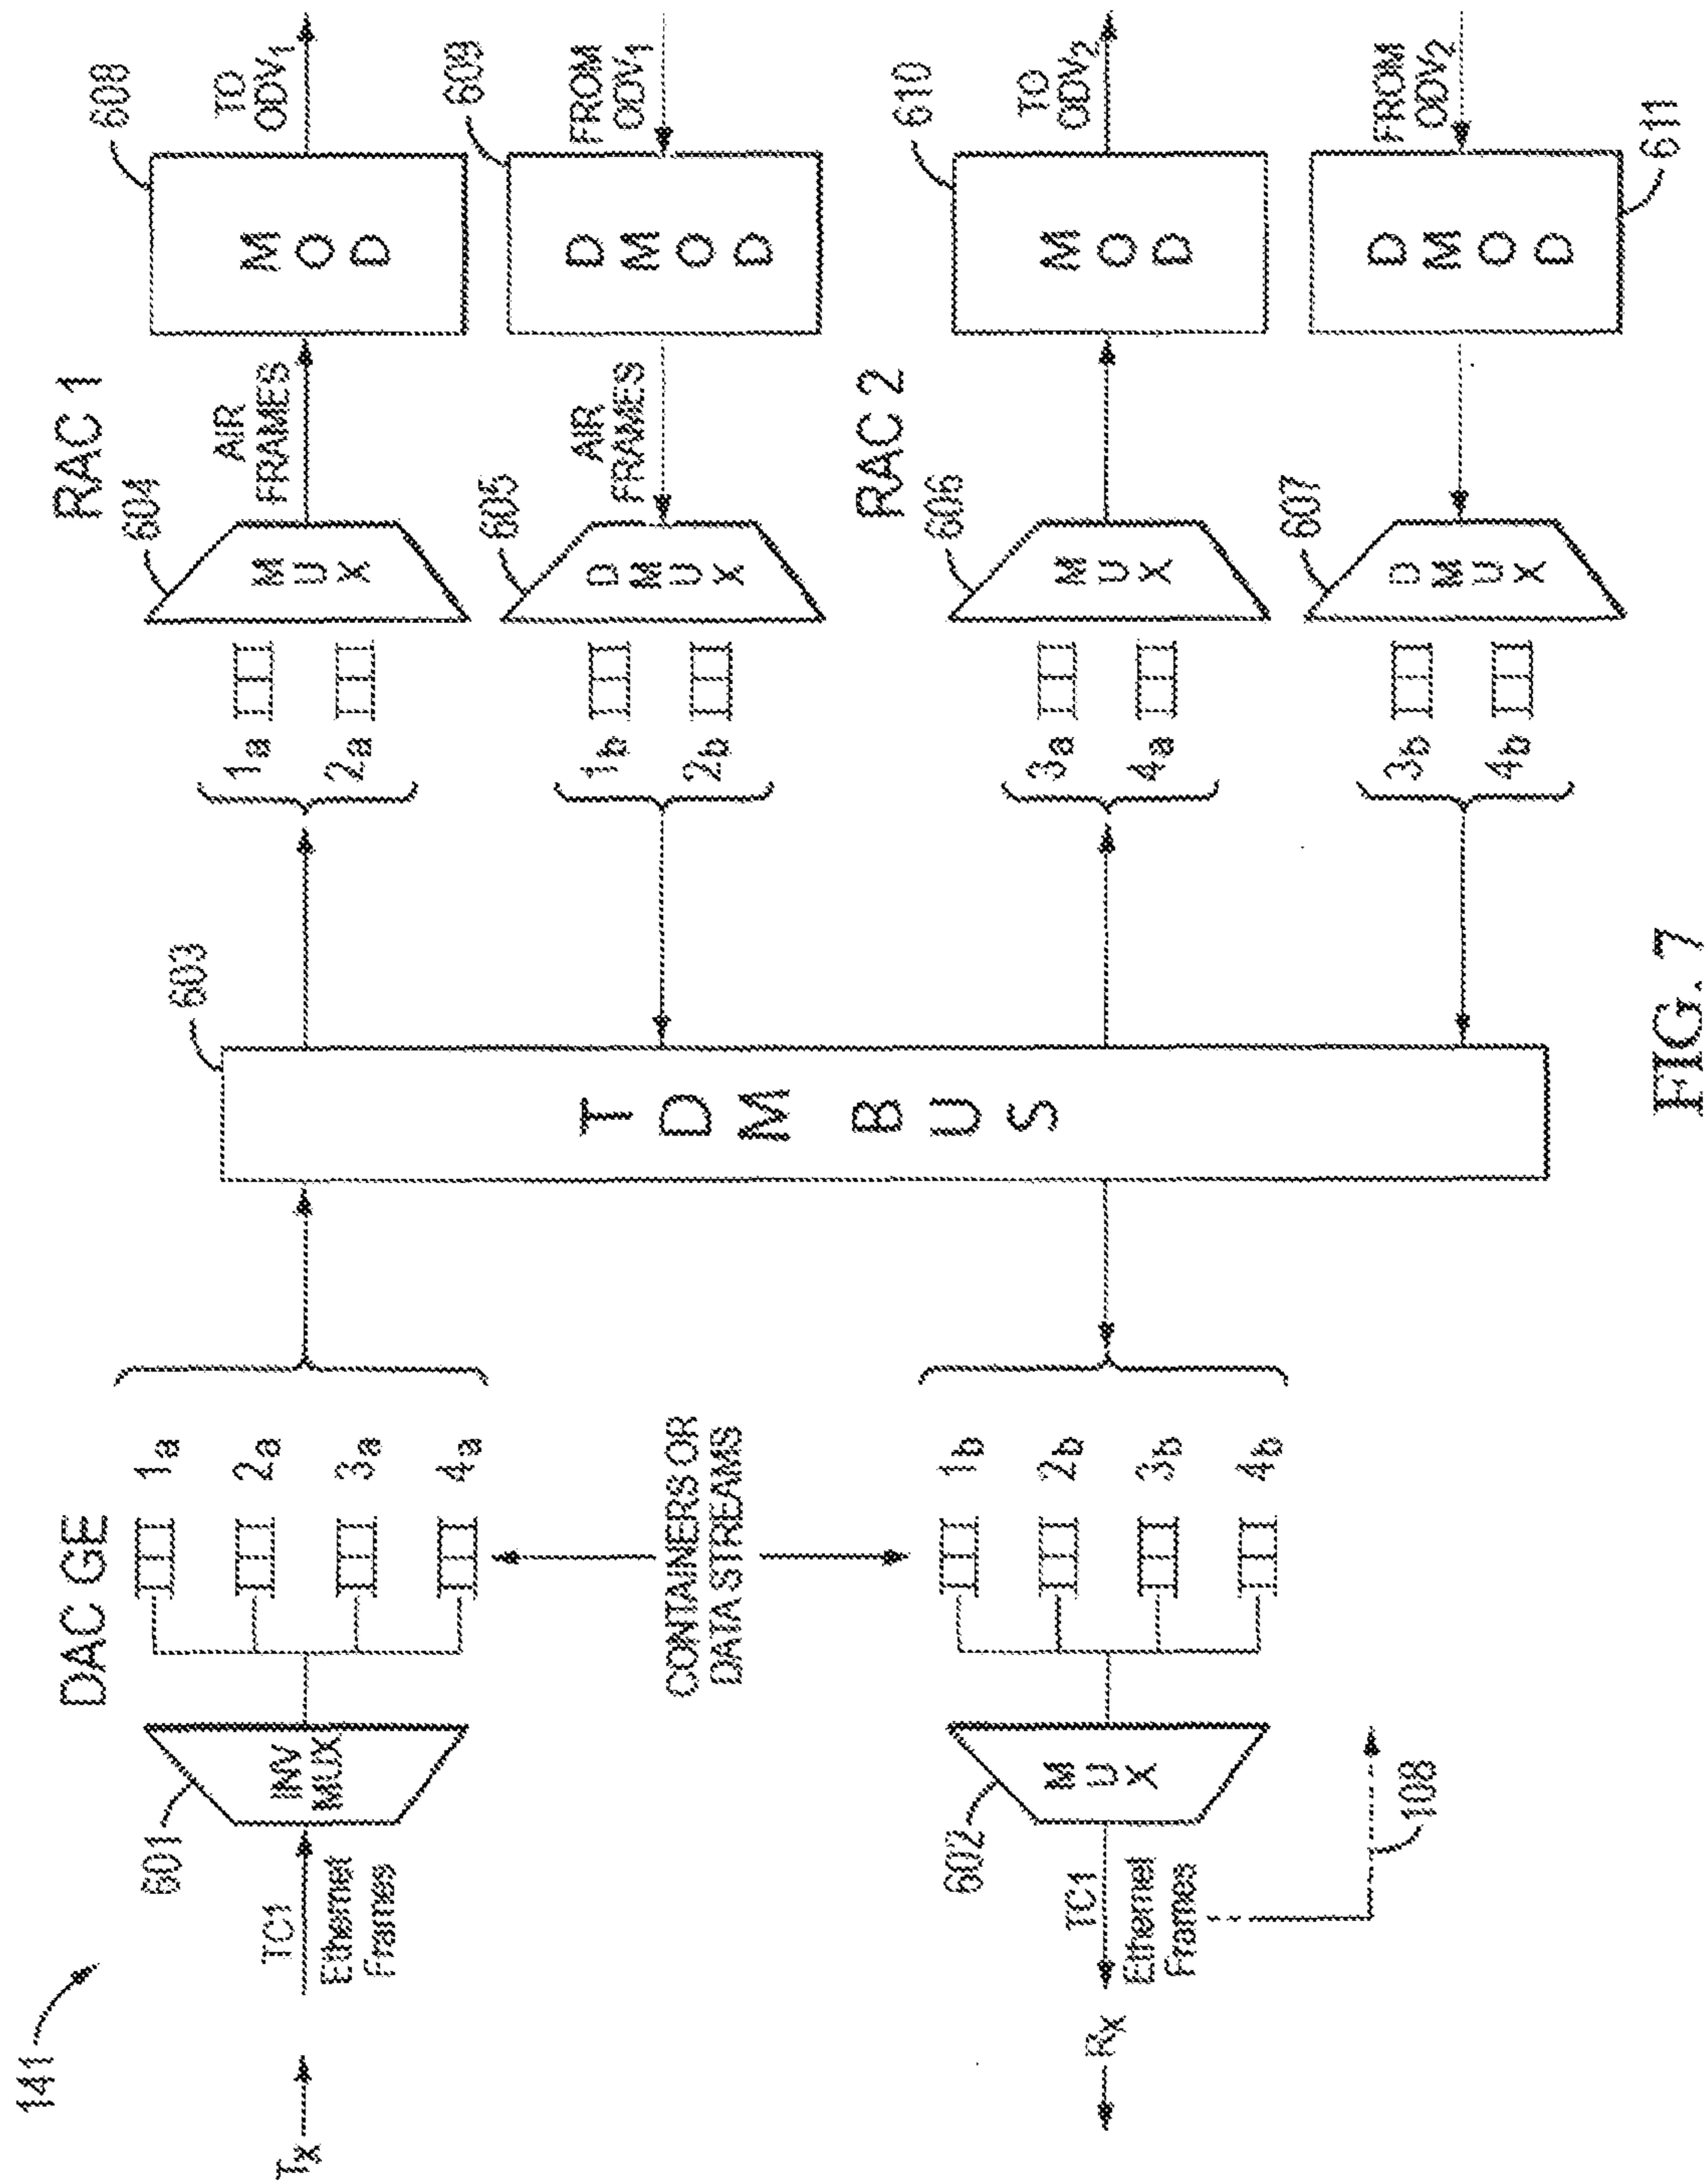 141
DAC GE
RAC 1
Tx
TC1
Ethernet
Frames
601
INV
MUX
1a
2a
3a
4a
CONTAINERS OR
DATA STREAMS
Rx
TC1
Ethernet
Frames
108
602
MUX
1b
2b
3b
4b
603
TDM BUS
1a
2a
604
MUX
AIR
FRAMES
608
MOD
TO
ODV1
1b
2b
605
DMUX
AIR
FRAMES
609
DMOD
FROM
ODV1
RAC 2
3a
4a
606
MUX
610
MOD
TO
ODV2
3b
4b
607
DMUX
611
DMOD
FROM
ODV2
FIG. 7